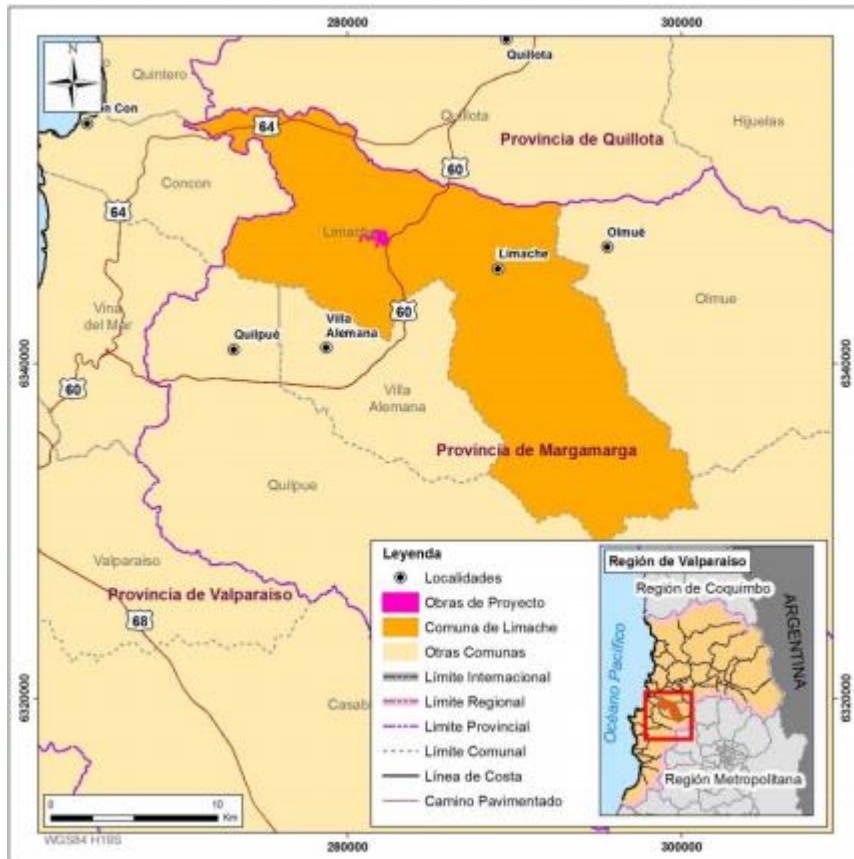 280000
300000
N
Quintero
Quillota
on Con
64
Quillota
Provincia de Quillota
Hijuelas
60
Concon
64
Limache
Limache
Olmué
Olmue
Vina
del Mar
Quilpué
Villa
Alemana
60
60
6340000
6340000
Villa
Alemana
Provincia de Margamarga
Quilpue
Valparaiso
Provincia de Valparaiso
68
Casab
6320000
6320000
Leyenda
Localidades
Obras de Proyecto
Comuna de Limache
Otras Comunas
Límite Internacional
Límite Regional
Limite Provincial
Límite Comunal
Línea de Costa
Camino Pavimentado
Región de Valparaiso
Región de Coquimbo
ARGENTINA
Océano Pacífico
Región Metropolitana
0
10
Km
WGS84 H18S
280000
300000